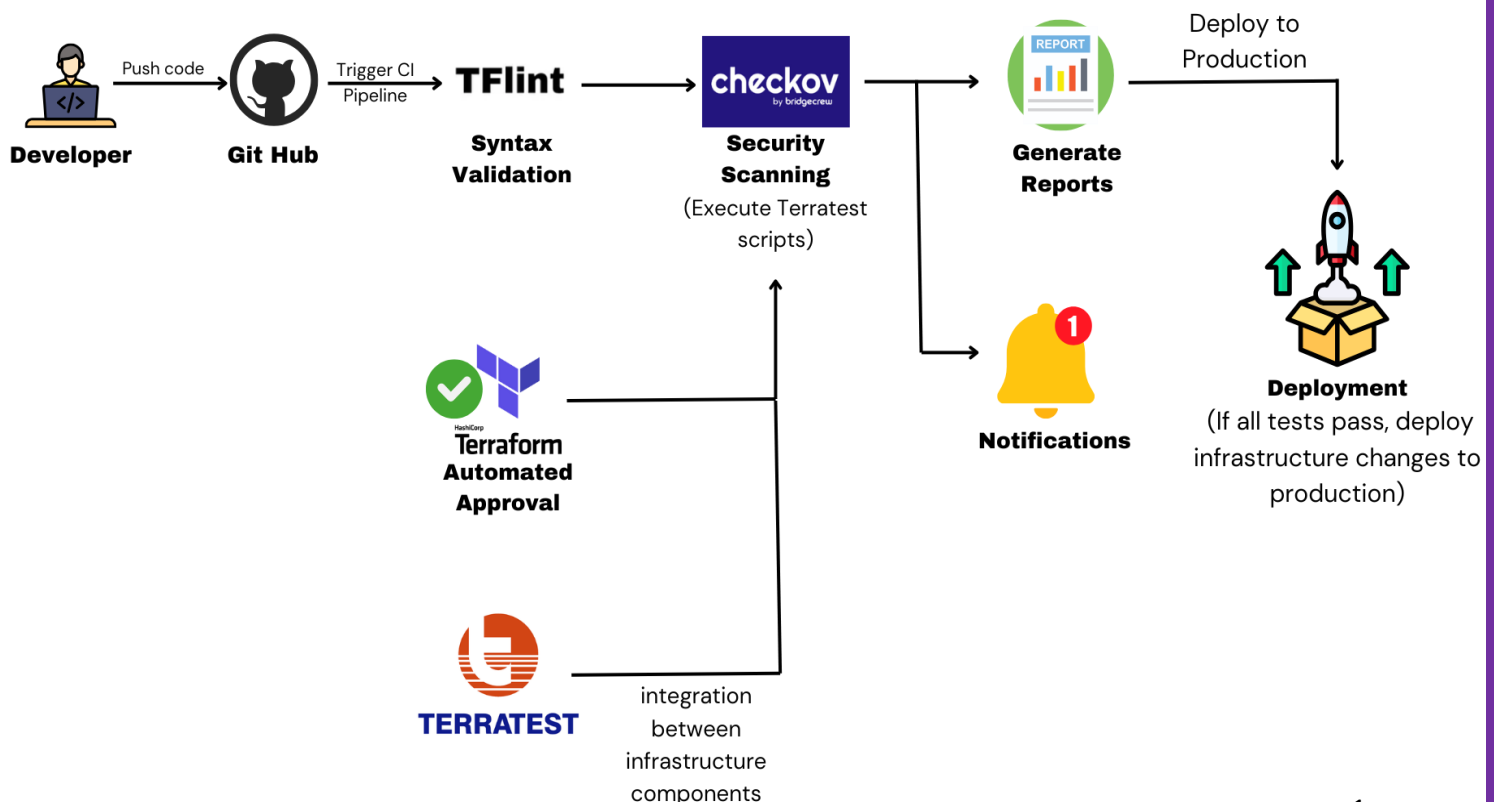 Push code
Trigger CI
Pipeline
TFlint
checkov
by bridgecrew
REPORT
Deploy to
Production
Developer
Git Hub
Syntax
Validation
Security
Scanning
(Execute Terratest
scripts)
Generate
Reports
1
Notifications
Deployment
(If all tests pass, deploy
infrastructure changes to
production)
HashiCorp
Terraform
Automated
Approval
t
TERRATEST
integration
between
infrastructure
components